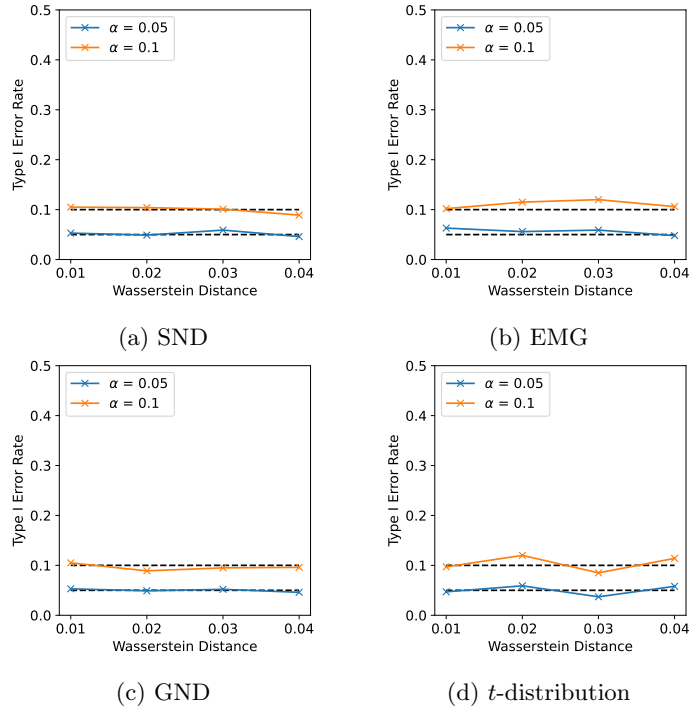 0.5
0.4
0.3
0.2
0.1
0.0
Type I Error Rate
α = 0.05
α = 0.1
0.01 0.02 0.03 0.04
Wasserstein Distance
(a) SND
0.5
0.4
0.3
0.2
0.1
0.0
Type I Error Rate
α = 0.05
α = 0.1
0.01 0.02 0.03 0.04
Wasserstein Distance
(b) EMG
0.5
0.4
0.3
0.2
0.1
0.0
Type I Error Rate
α = 0.05
α = 0.1
0.01 0.02 0.03 0.04
Wasserstein Distance
(c) GND
0.5
0.4
0.3
0.2
0.1
0.0
Type I Error Rate
α = 0.05
α = 0.1
0.01 0.02 0.03 0.04
Wasserstein Distance
(d) t-distribution